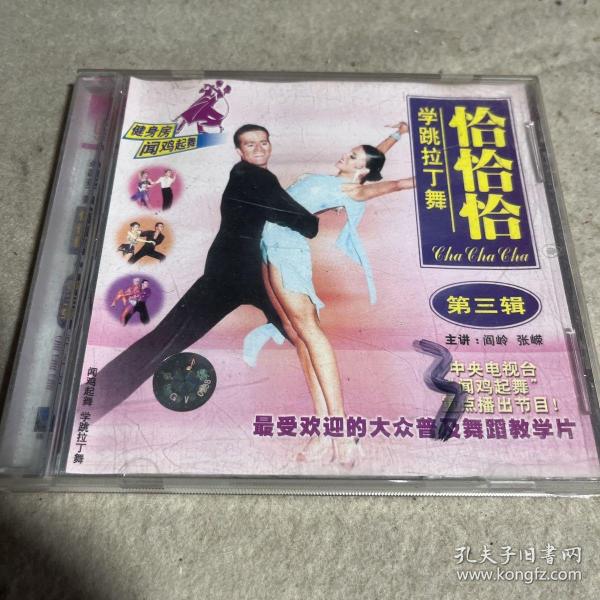 健身房
闻鸡起舞
学跳拉丁舞
恰恰恰
Cha Cha Cha
第三辑
主讲：阎岭 张嵘
中央电视台
"闻鸡起舞"
点播出节目！
最受欢迎的大众普及舞蹈教学片
3
闻鸡起舞 学跳拉丁舞
孔夫子旧书网
www.kongfz.com